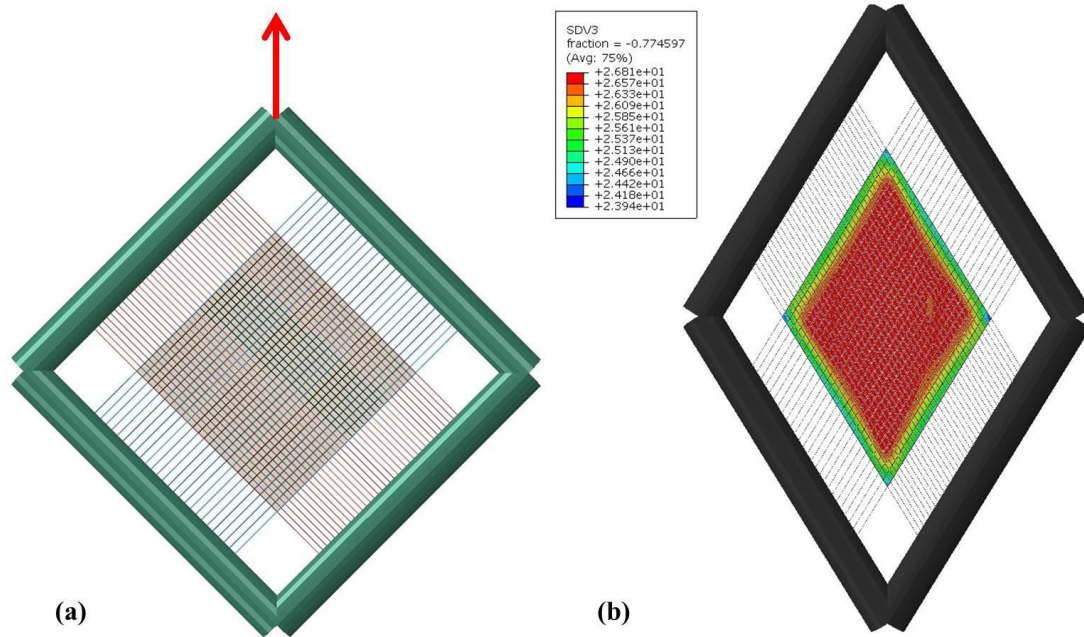 SDV3
fraction = -0.774597
(Avg: 75%)
+2.681e+01
+2.657e+01
+2.633e+01
+2.609e+01
+2.585e+01
+2.561e+01
+2.537e+01
+2.513e+01
+2.490e+01
+2.466e+01
+2.442e+01
+2.418e+01
+2.394e+01
(a)
(b)